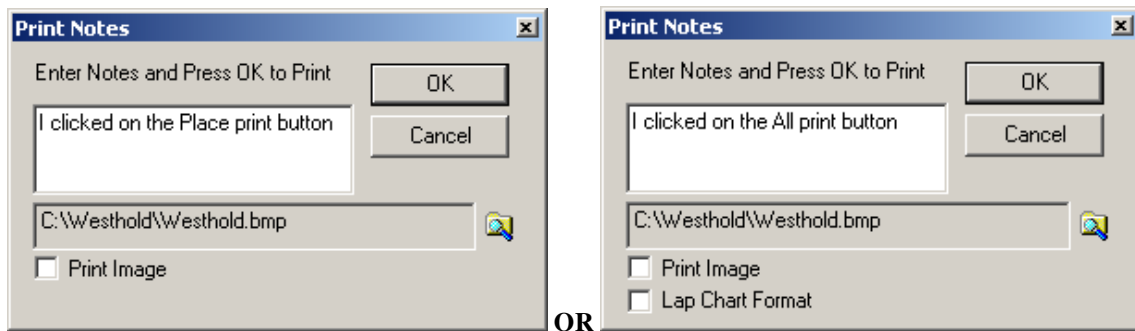 Print Notes
Enter Notes and Press OK to Print
OK
I clicked on the Place print button
Cancel
C:\Westhold\Westhold.bmp
Print Image
OR
Print Notes
Enter Notes and Press OK to Print
OK
I clicked on the All print button
Cancel
C:\Westhold\Westhold.bmp
Print Image
Lap Chart Format